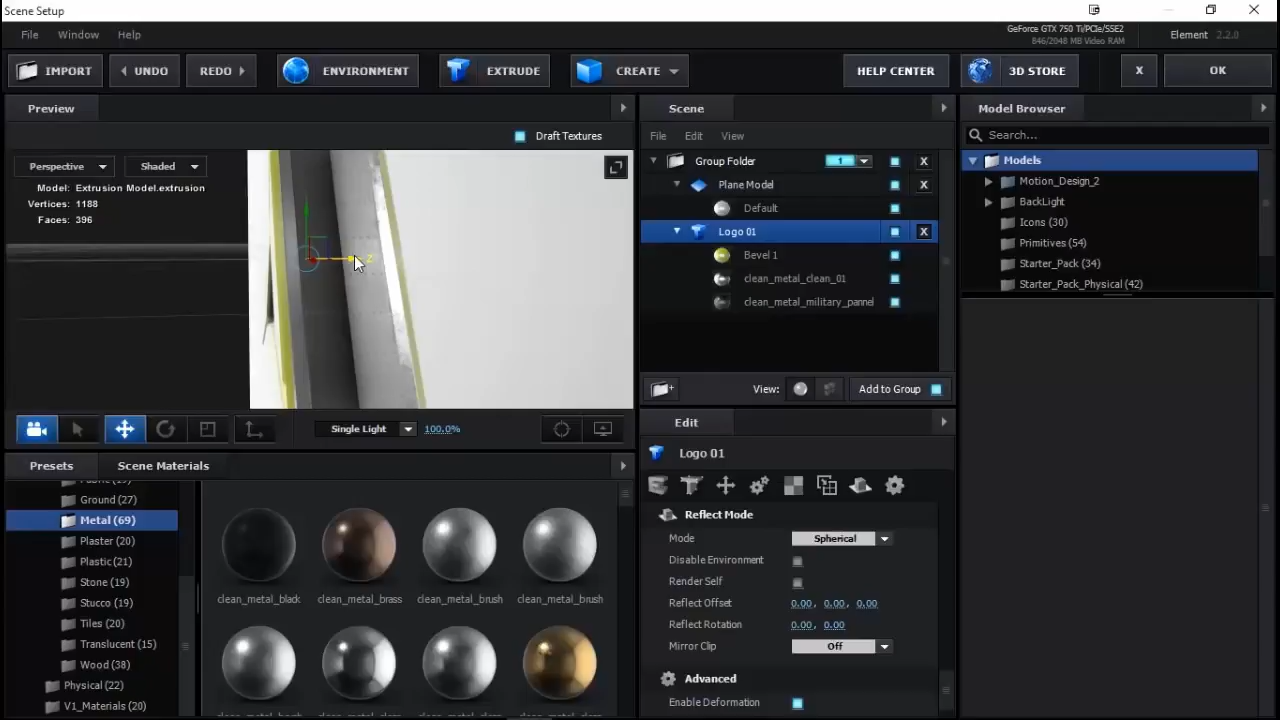 Scene Setup
File Window Help
GeForce GTX 750 Ti/PCIe/SSE2
846/2048 MB Video RAM
Element 2.2.0
IMPORT UNDO REDO ENVIRONMENT EXTRUDE CREATE HELP CENTER 3D STORE X OK
Preview
Draft Textures
Perspective Shaded
Model: Extrusion Model.extrusion
Vertices: 1188
Faces: 396
Z
Single Light 100.0%
Scene
File Edit View
Group Folder 1 X
Plane Model X
Default
Logo 01 X
Bevel 1
clean_metal_clean_01
clean_metal_military_pannel
View: Add to Group
Model Browser
Search...
Models
Motion_Design_2
BackLight
Icons (30)
Primitives (54)
Starter_Pack (34)
Starter_Pack_Physical (42)
Presets Scene Materials
Ground (27)
Metal (69)
Plaster (20)
Plastic (21)
Stone (19)
Stucco (19)
Tiles (20)
Translucent (15)
Wood (38)
Physical (22)
V1_Materials (20)
clean_metal_black clean_metal_brass clean_metal_brush clean_metal_brush
Edit
Logo 01
Reflect Mode
Mode Spherical
Disable Environment
Render Self
Reflect Offset 0.00, 0.00, 0.00
Reflect Rotation 0.00, 0.00
Mirror Clip Off
Advanced
Enable Deformation